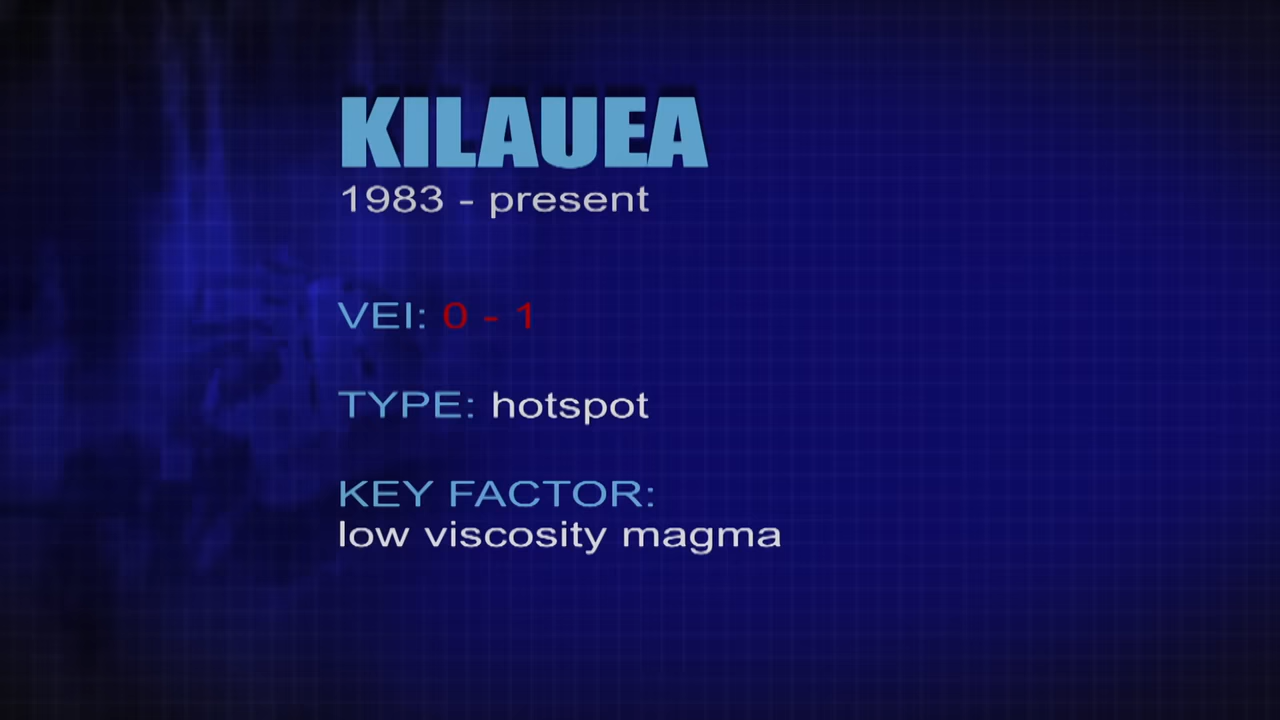 KILAUEA
1983 - present
VEI: 0 - 1
TYPE: hotspot
KEY FACTOR:
low viscosity magma